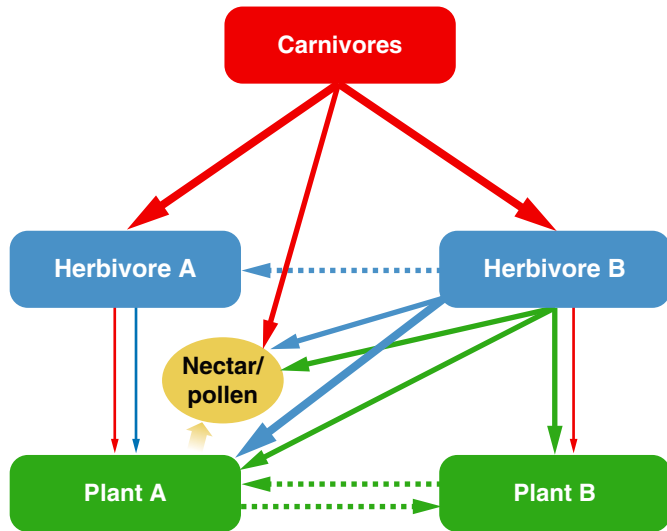 Carnivores
Herbivore A
Herbivore B
Nectar/
pollen
Plant A
Plant B